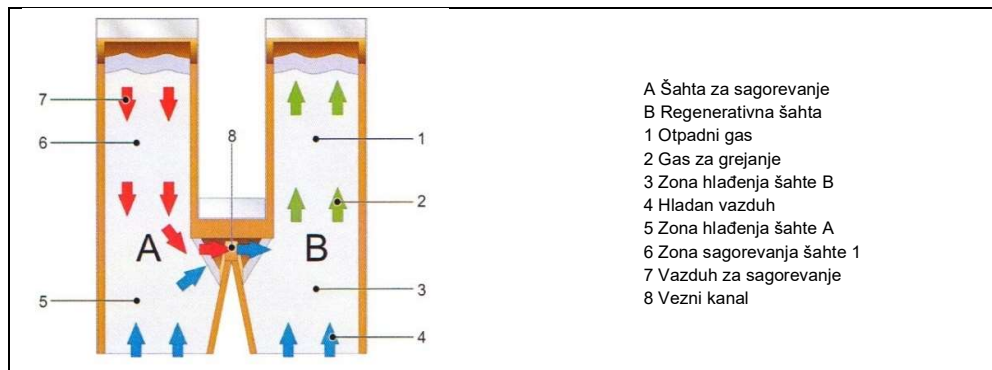 7
6
8
1
2
A
B
5
3
4
A Šahta za sagorevanje
B Regenerativna šahta
1 Otpadni gas
2 Gas za grejanje
3 Zona hlađenja šahte B
4 Hladan vazduh
5 Zona hlađenja šahte A
6 Zona sagorevanja šahte 1
7 Vazduh za sagorevanje
8 Vezni kanal